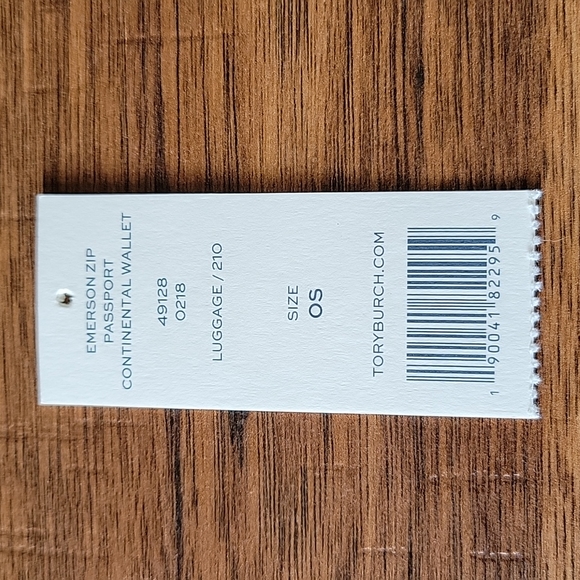 EMERSON ZIP
PASSPORT
CONTINENTAL WALLET
49128
0218
LUGGAGE / 210
SIZE
OS
TORYBURCH.COM
1 90041 82295 9